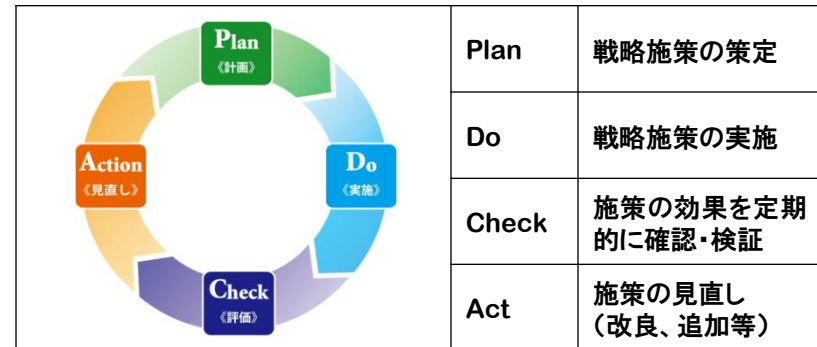 Plan
《計画》
Do
《実施》
Check
《評価》
Action
《見直し》
Plan
戦略施策の策定
Do
戦略施策の実施
Check
施策の効果を定期
的に確認・検証
Act
施策の見直し
（改良、追加等）